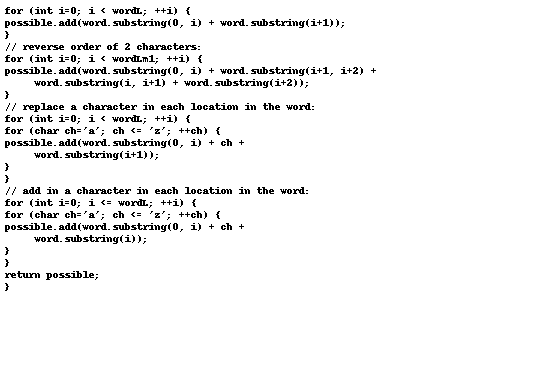 for (int i=0; i < wordL; ++i) {
possible.add(word.substring(0, i) + word.substring(i+1));
}
// reverse order of 2 characters:
for (int i=0; i < wordLm1; ++i) {
possible.add(word.substring(0, i) + word.substring(i+1, i+2) +
word.substring(i, i+1) + word.substring(i+2));
}
// replace a character in each location in the word:
for (int i=0; i < wordL; ++i) {
for (char ch='a'; ch <= 'z'; ++ch) {
possible.add(word.substring(0, i) + ch +
word.substring(i+1));
}
}
// add in a character in each location in the word:
for (int i=0; i <= wordL; ++i) {
for (char ch='a'; ch <= 'z'; ++ch) {
possible.add(word.substring(0, i) + ch +
word.substring(i));
}
}
return possible;
}